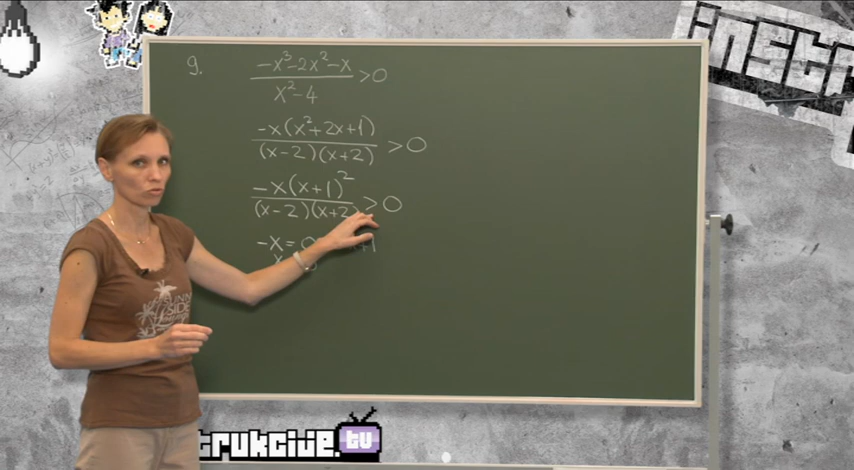 9.
-x³-2x²-x / x²-4 >0
-x(x²+2x+1) / (x-2)(x+2) >0
-x(x+1)² / (x-2)(x+2) >0
-x=0 +1
x
trukcije.tv